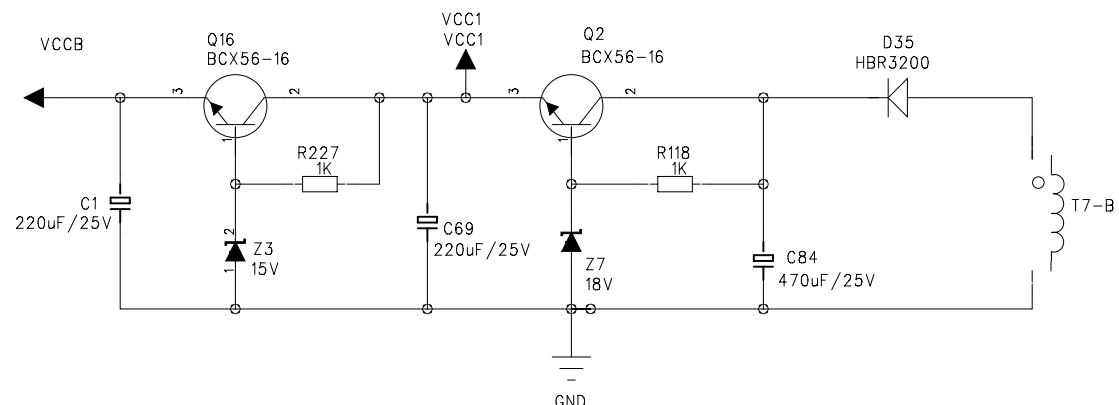 VCC1
VCC1
VCCB
Q16
BCX56-16
Q2
BCX56-16
D35
HBR3200
3
2
3
2
1
1
R227
1K
R118
1K
C1
220uF/25V
2
1
Z3
15V
C69
220uF/25V
Z7
18V
C84
470uF/25V
T7-B
GND